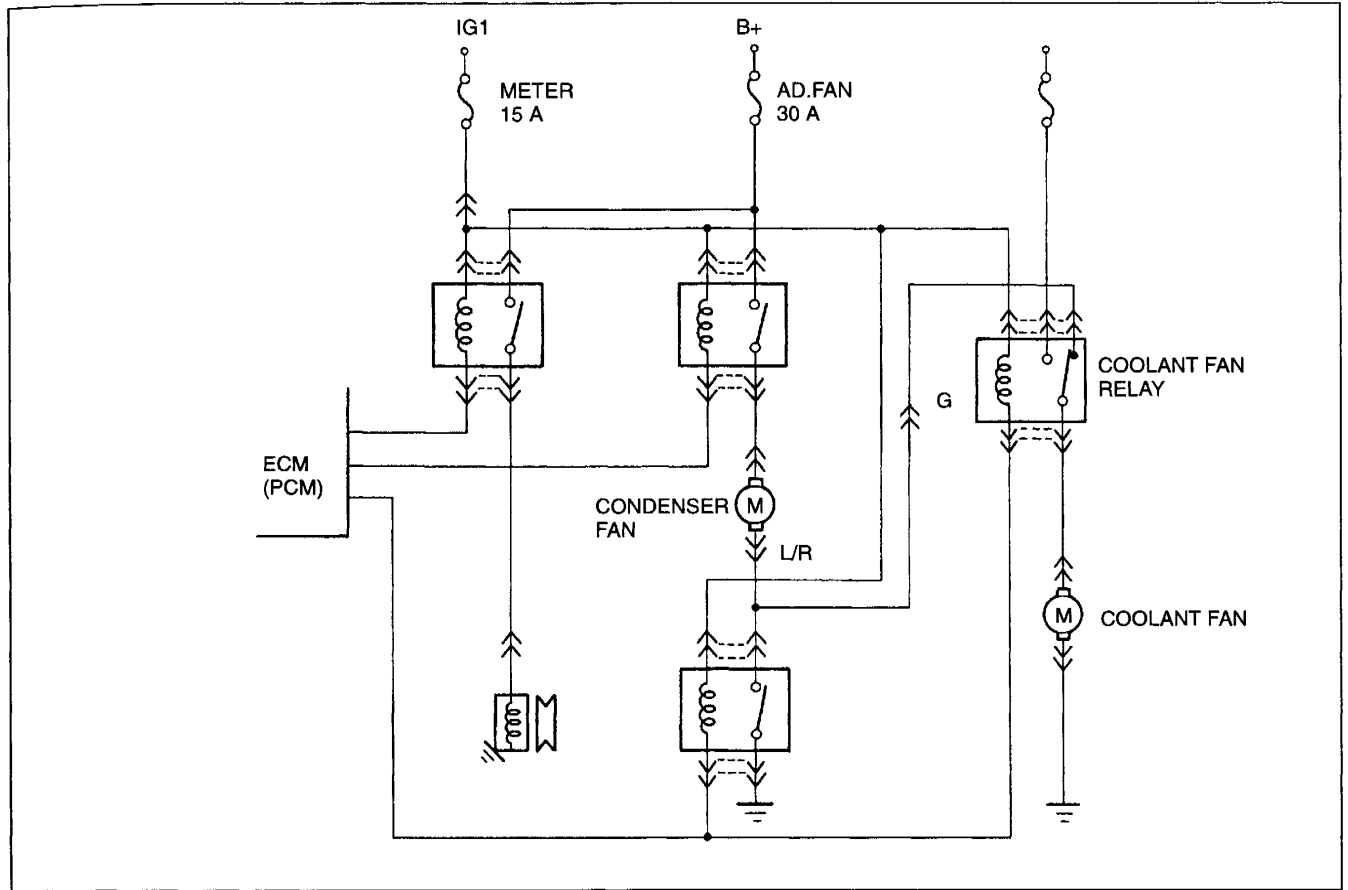 IG1
B+
METER
15 A
AD.FAN
30 A
COOLANT FAN
RELAY
G
ECM
(PCM)
CONDENSER
FAN
M
L/R
M
COOLANT FAN